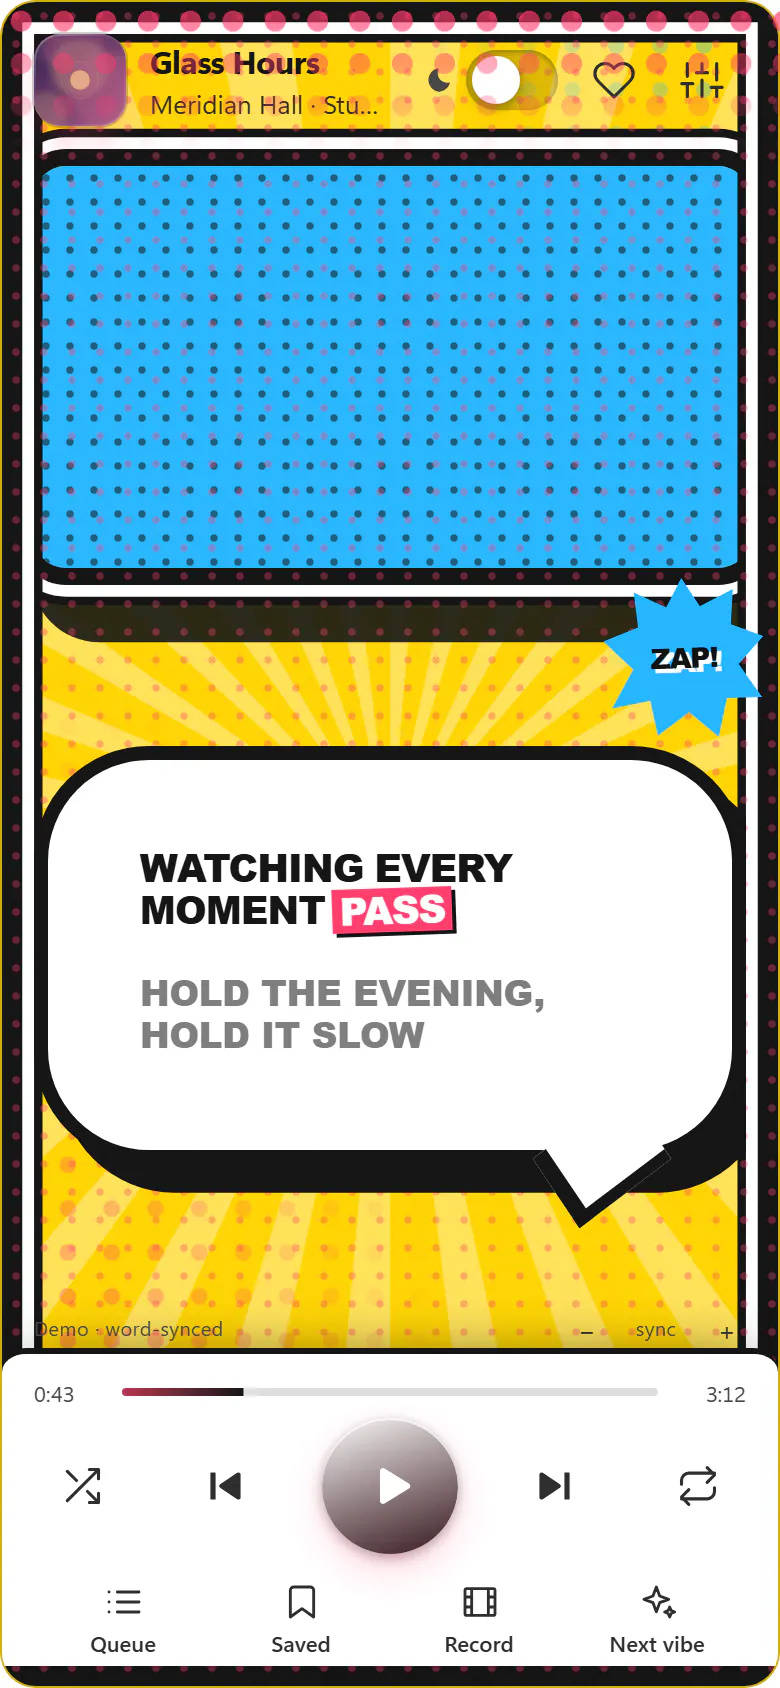 Glass Hours
Meridian Hall · Stu...
ZAP!
WATCHING EVERY
MOMENT PASS
HOLD THE EVENING,
HOLD IT SLOW
Demo · word-synced
− sync +
0:43
3:12
Queue
Saved
Record
Next vibe